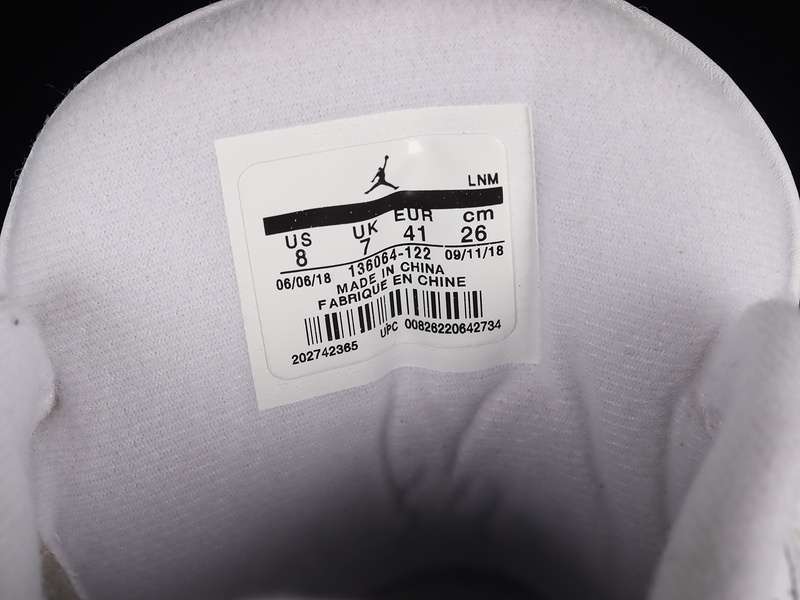 LNM
US UK EUR cm
8 7 41 26
06/06/18 136064-122 09/11/18
MADE IN CHINA
FABRIQUE EN CHINE
202742365 UPC 00826220642734